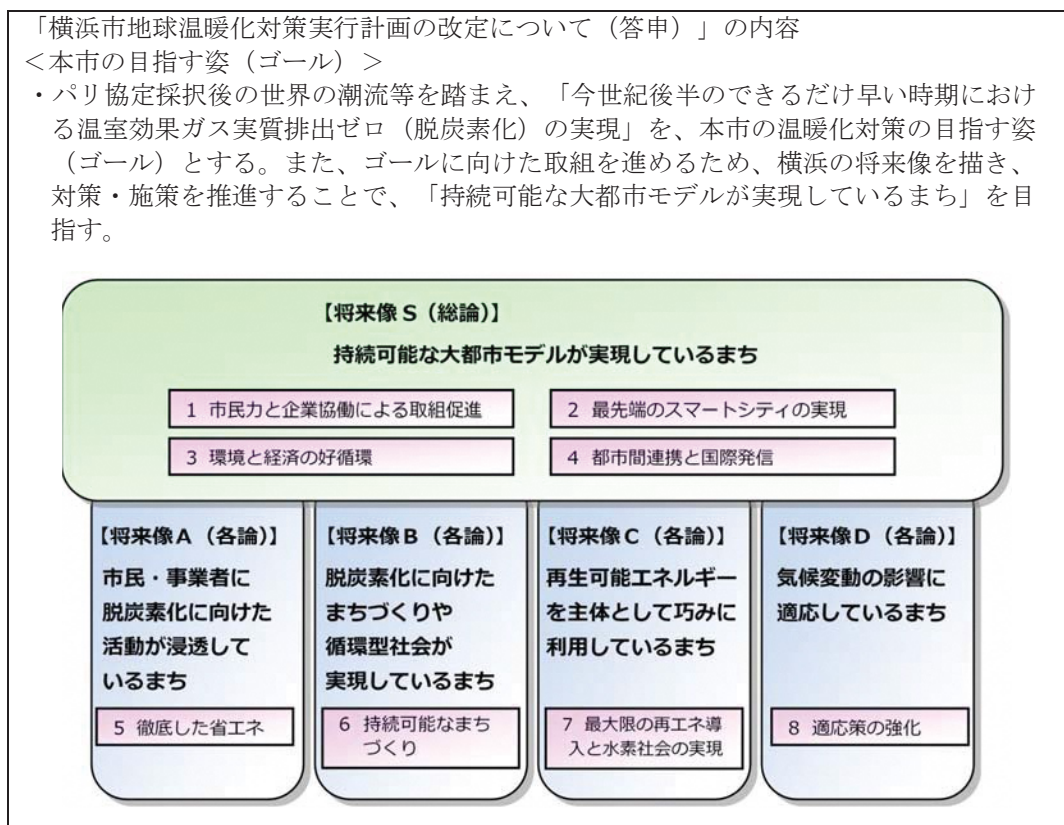 「横浜市地球温暖化対策実行計画の改定について（答申）」の内容
＜本市の目指す姿（ゴール）＞
・パリ協定採択後の世界の潮流等を踏まえ、「今世紀後半のできるだけ早い時期におけ
る温室効果ガス実質排出ゼロ（脱炭素化）の実現」を、本市の温暖化対策の目指す姿
（ゴール）とする。また、ゴールに向けた取組を進めるため、横浜の将来像を描き、
対策・施策を推進することで、「持続可能な大都市モデルが実現しているまち」を目
指す。
【将来像Ｓ（総論）】
持続可能な大都市モデルが実現しているまち
1 市民力と企業協働による取組促進
2 最先端のスマートシティの実現
3 環境と経済の好循環
4 都市間連携と国際発信
【将来像Ａ（各論）】
市民・事業者に
脱炭素化に向けた
活動が浸透して
いるまち
5 徹底した省エネ
【将来像Ｂ（各論）】
脱炭素化に向けた
まちづくりや
循環型社会が
実現しているまち
6 持続可能なまち
づくり
【将来像Ｃ（各論）】
再生可能エネルギー
を主体として巧みに
利用しているまち
7 最大限の再エネ導
入と水素社会の実現
【将来像Ｄ（各論）】
気候変動の影響に
適応しているまち
8 適応策の強化